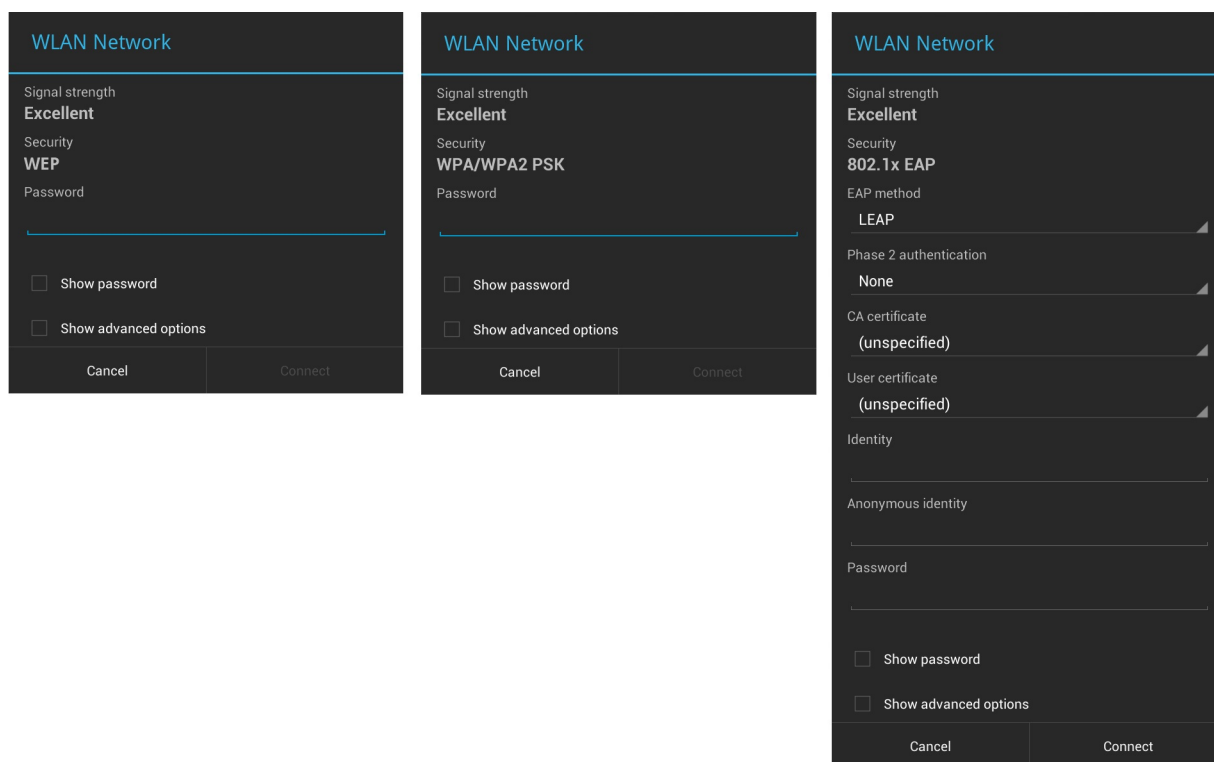 WLAN Network
Signal strength
Excellent
Security
WEP
Password
Show password
Show advanced options
Cancel
Connect
WLAN Network
Signal strength
Excellent
Security
WPA/WPA2 PSK
Password
Show password
Show advanced options
Cancel
Connect
WLAN Network
Signal strength
Excellent
Security
802.1x EAP
EAP method
LEAP
Phase 2 authentication
None
CA certificate
(unspecified)
User certificate
(unspecified)
Identity
Anonymous identity
Password
Show password
Show advanced options
Cancel
Connect